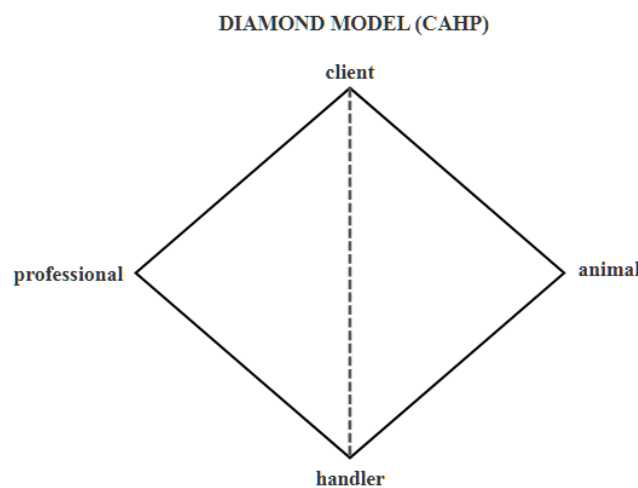 DIAMOND MODEL (CAHP)
client
professional
animal
handler